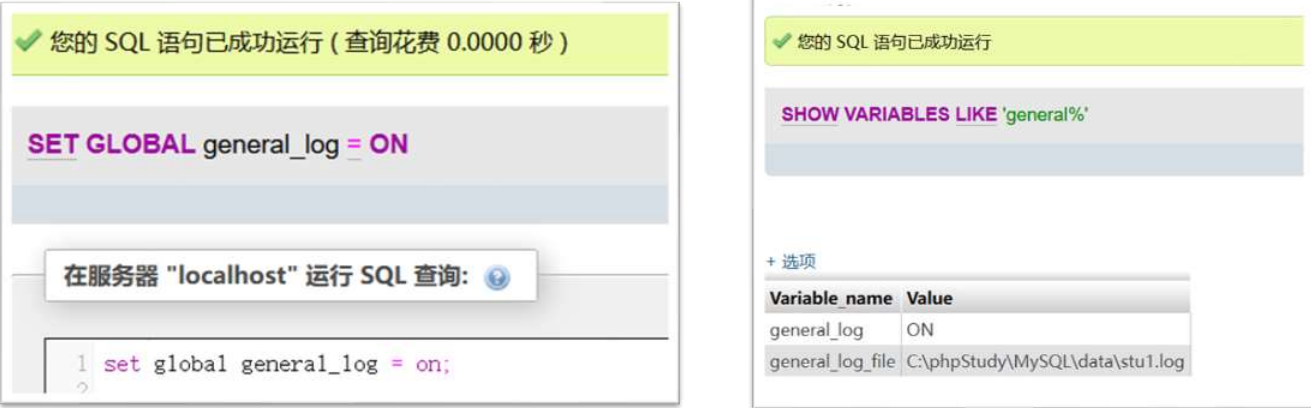 您的 SQL 语句已成功运行 ( 查询花费 0.0000 秒 )
SET GLOBAL general_log = ON
在服务器 "localhost" 运行 SQL 查询:
1 set global general_log = on;
2
您的 SQL 语句已成功运行
SHOW VARIABLES LIKE 'general%'
+ 选项
Variable_name Value
general_log ON
general_log_file C:\phpStudy\MySQL\data\stu1.log